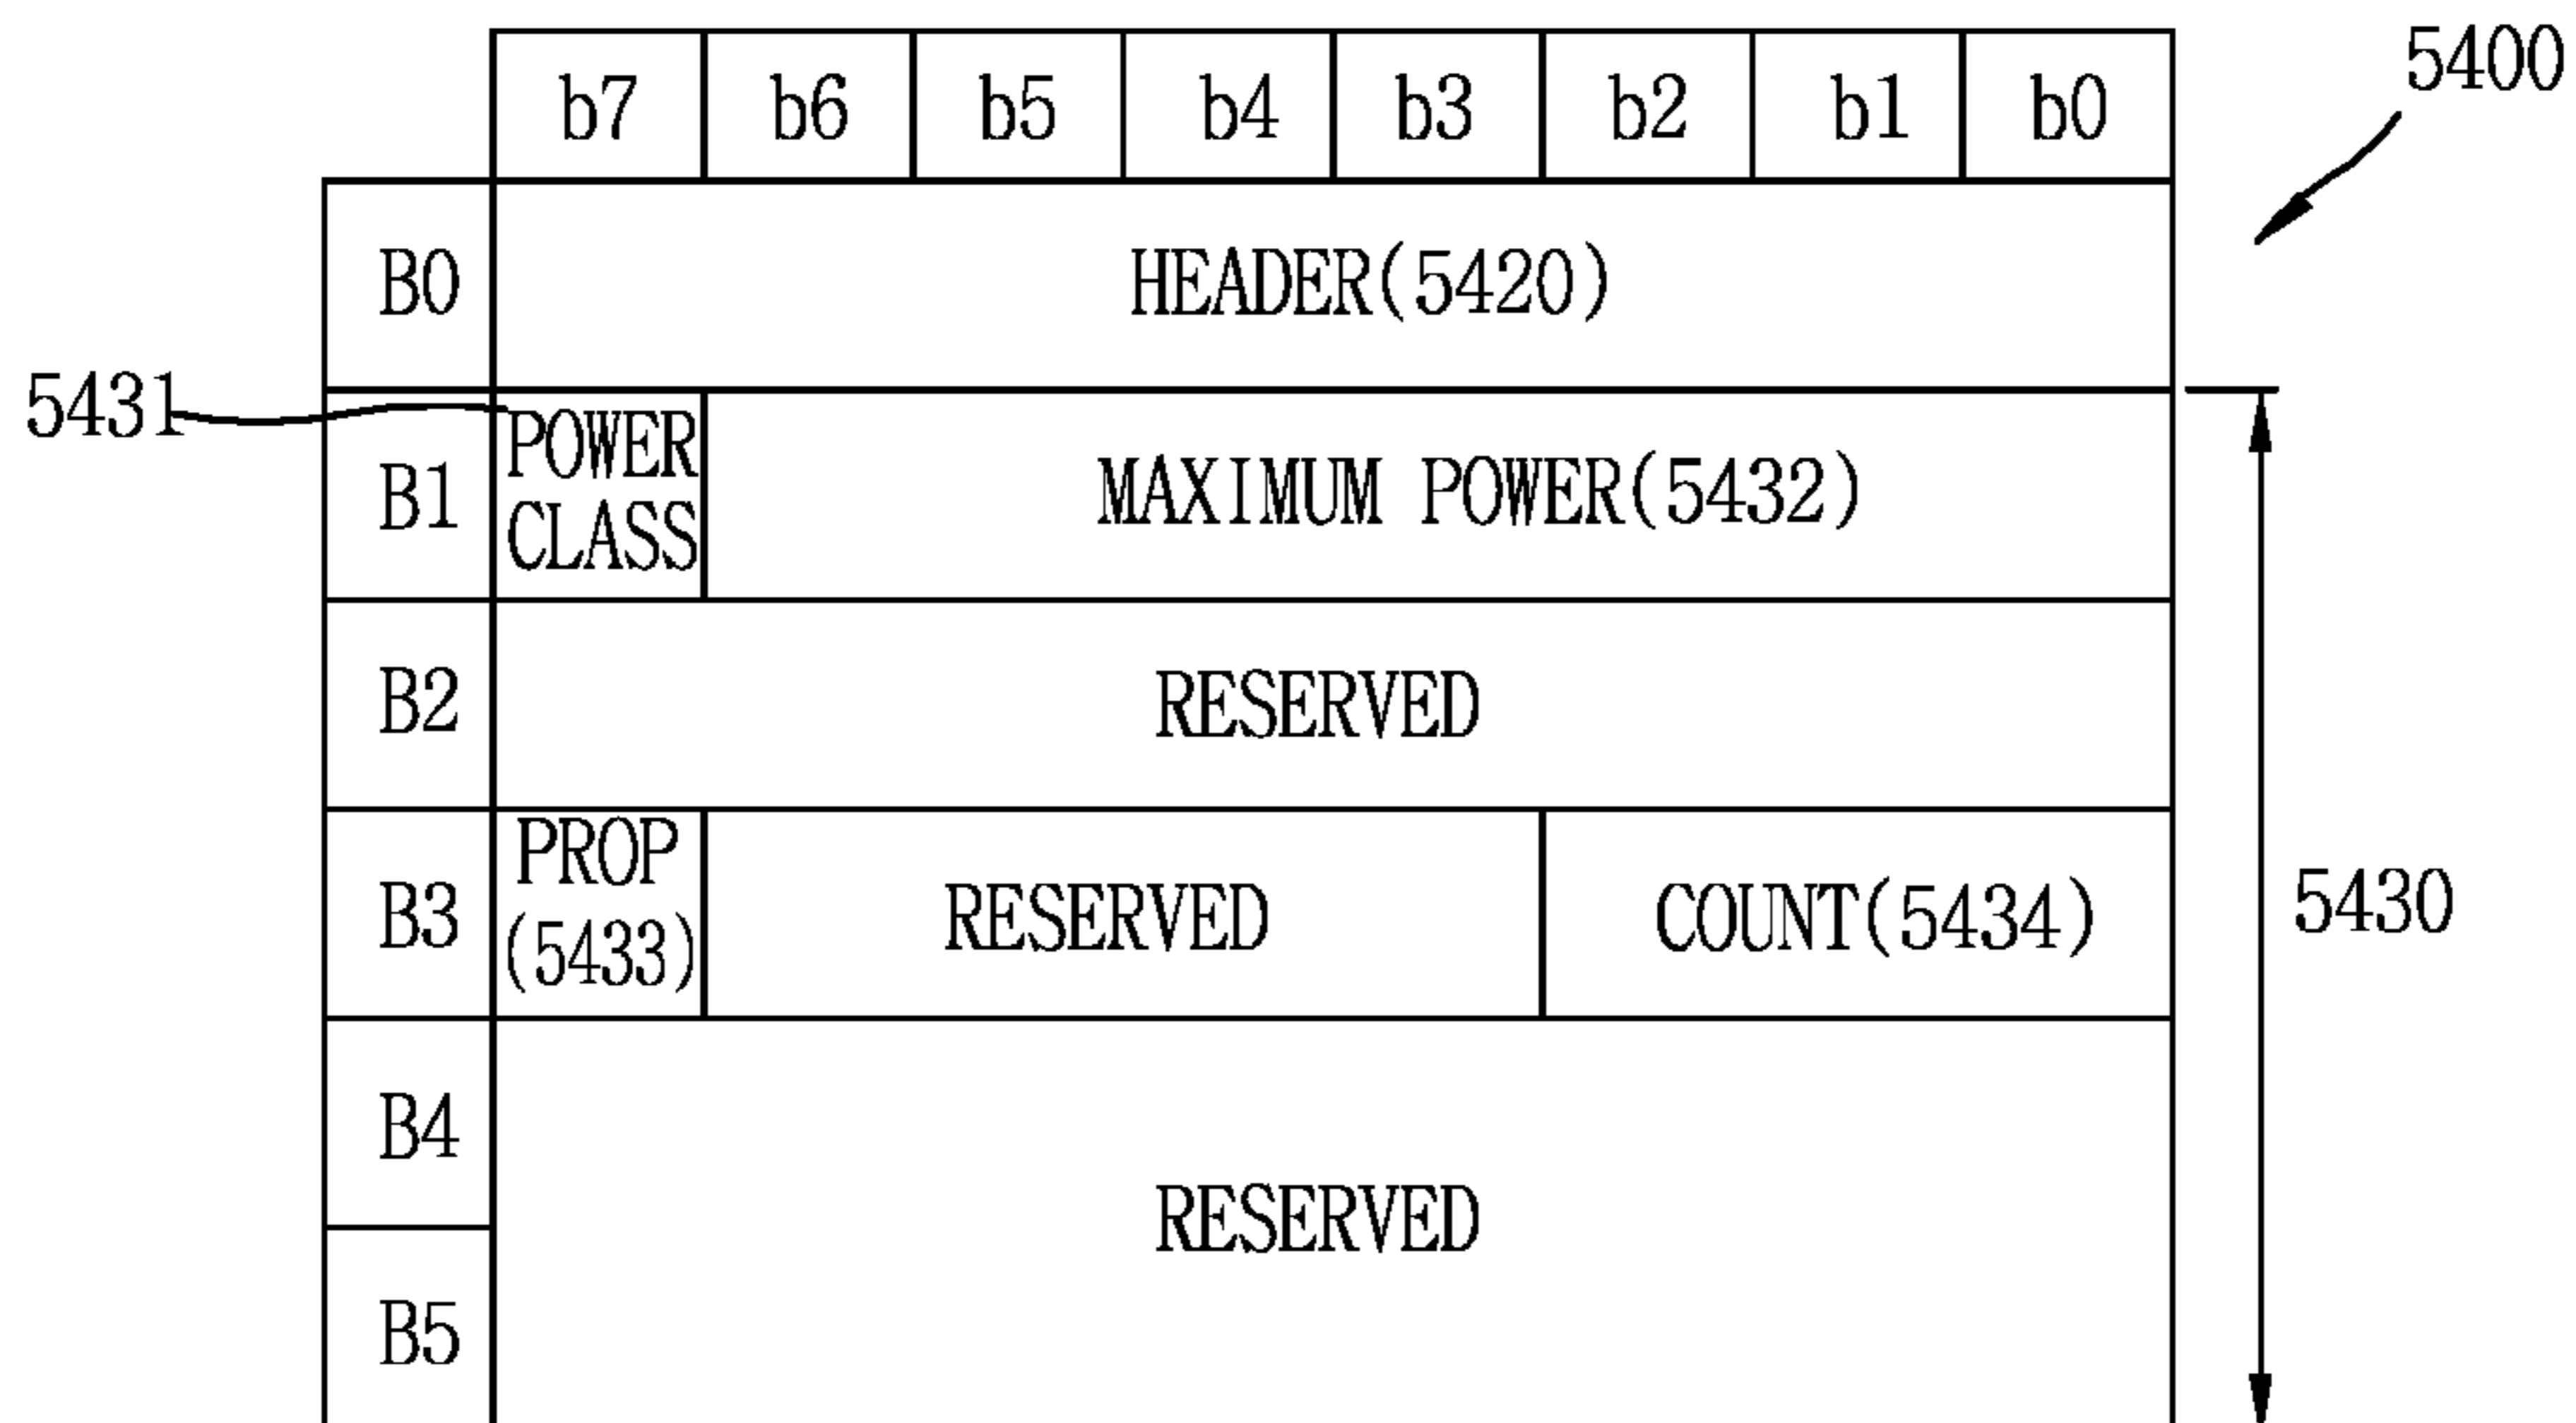 5400
b7 b6 b5 b4 b3 b2 b1 b0
B0 HEADER(5420)
5431
B1 POWER CLASS MAXIMUM POWER(5432)
B2 RESERVED
B3 PROP (5433) RESERVED COUNT(5434)
5430
B4
RESERVED
B5